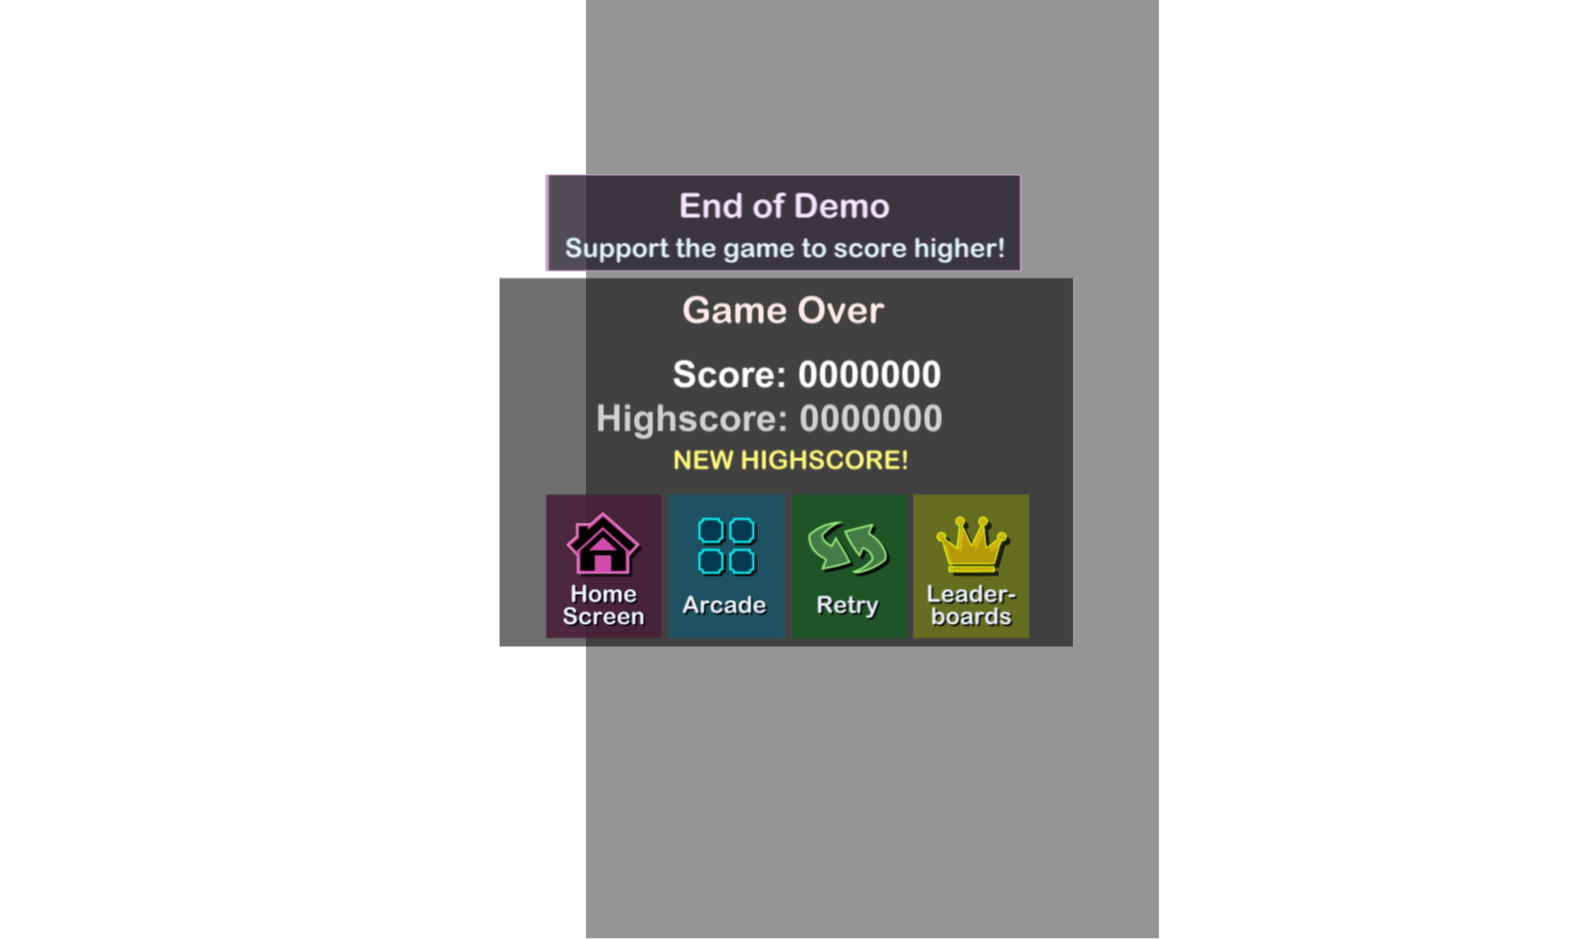 End of Demo
Support the game to score higher!
Game Over
Score: 0000000
Highscore: 0000000
NEW HIGHSCORE!
Home
Screen
Arcade
Retry
Leader-
boards